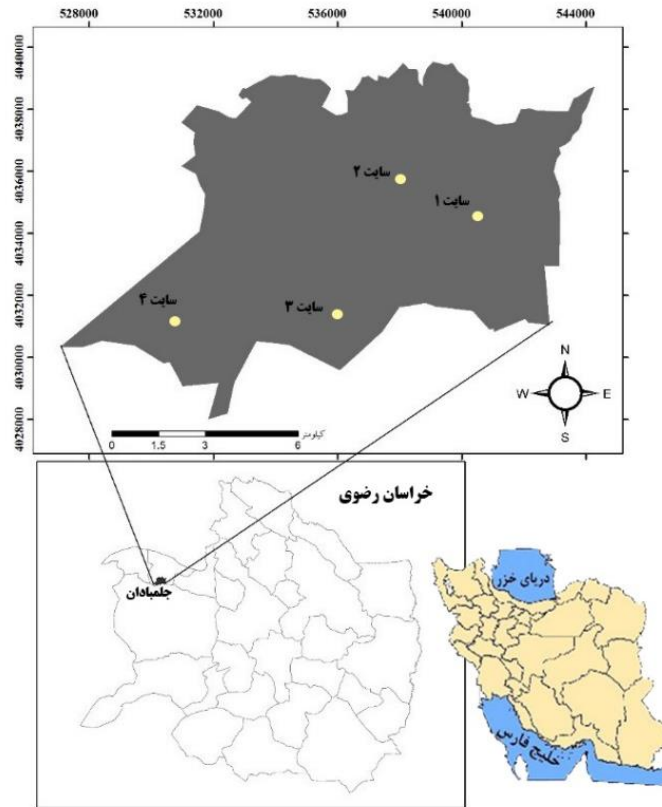 528000 532000 536000 540000 544000
4040000
4038000
4036000
4034000
4032000
4030000
4028000
سایت ۲
سایت ۱
سایت ۳
سایت ۴
N
W E
S
کیلومتر
0 1.5 3 6
خراسان رضوی
جلمبادان
دریای خزر
خلیج فارس